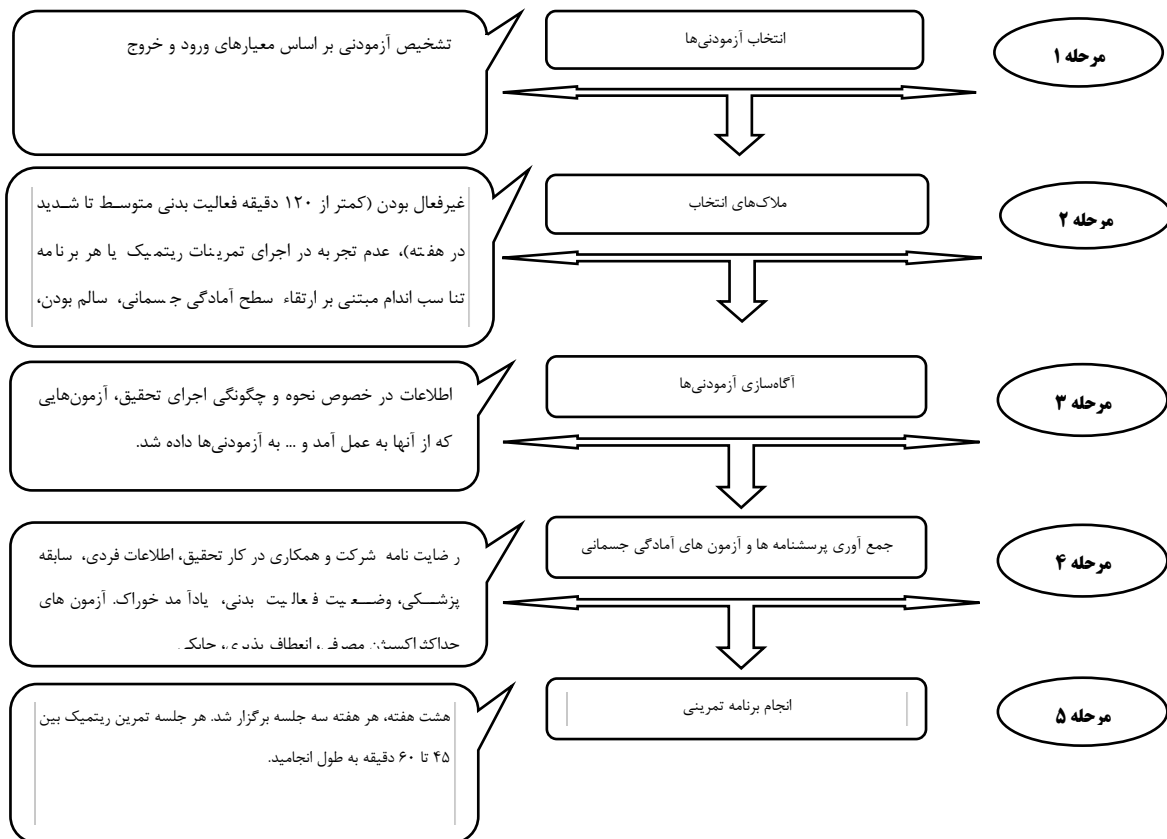 مرحله ۱
انتخاب آزمودنی‌ها
تشخیص آزمودنی بر اساس معیارهای ورود و خروج
مرحله ۲
ملاک‌های انتخاب
غیرفعال بودن (کمتر از ۱۲۰ دقیقه فعالیت بدنی متوسط تا شدید
در هفته)، عدم تجربه در اجرای تمرینات ریتمیک یا هر برنامه
تناسب اندام مبتنی بر ارتقاء سطح آمادگی جسمانی، سالم بودن،
مرحله ۳
آگاه‌سازی آزمودنی‌ها
اطلاعات در خصوص نحوه و چگونگی اجرای تحقیق، آزمون‌هایی
که از آنها به عمل آمد و ... به آزمودنی‌ها داده شد.
مرحله ۴
جمع آوری پرسشنامه ها و آزمون های آمادگی جسمانی
رضایت نامه شرکت و همکاری در کار تحقیق، اطلاعات فردی، سابقه
پزشکی، وضعیت فعالیت بدنی، یادآمد خوراک. آزمون های
حداکثر اکسیژن مصرفی، انعطاف پذیری، چابکی
مرحله ۵
انجام برنامه تمرینی
هشت هفته، هر هفته سه جلسه برگزار شد. هر جلسه تمرین ریتمیک بین
۴۵ تا ۶۰ دقیقه به طول انجامید.